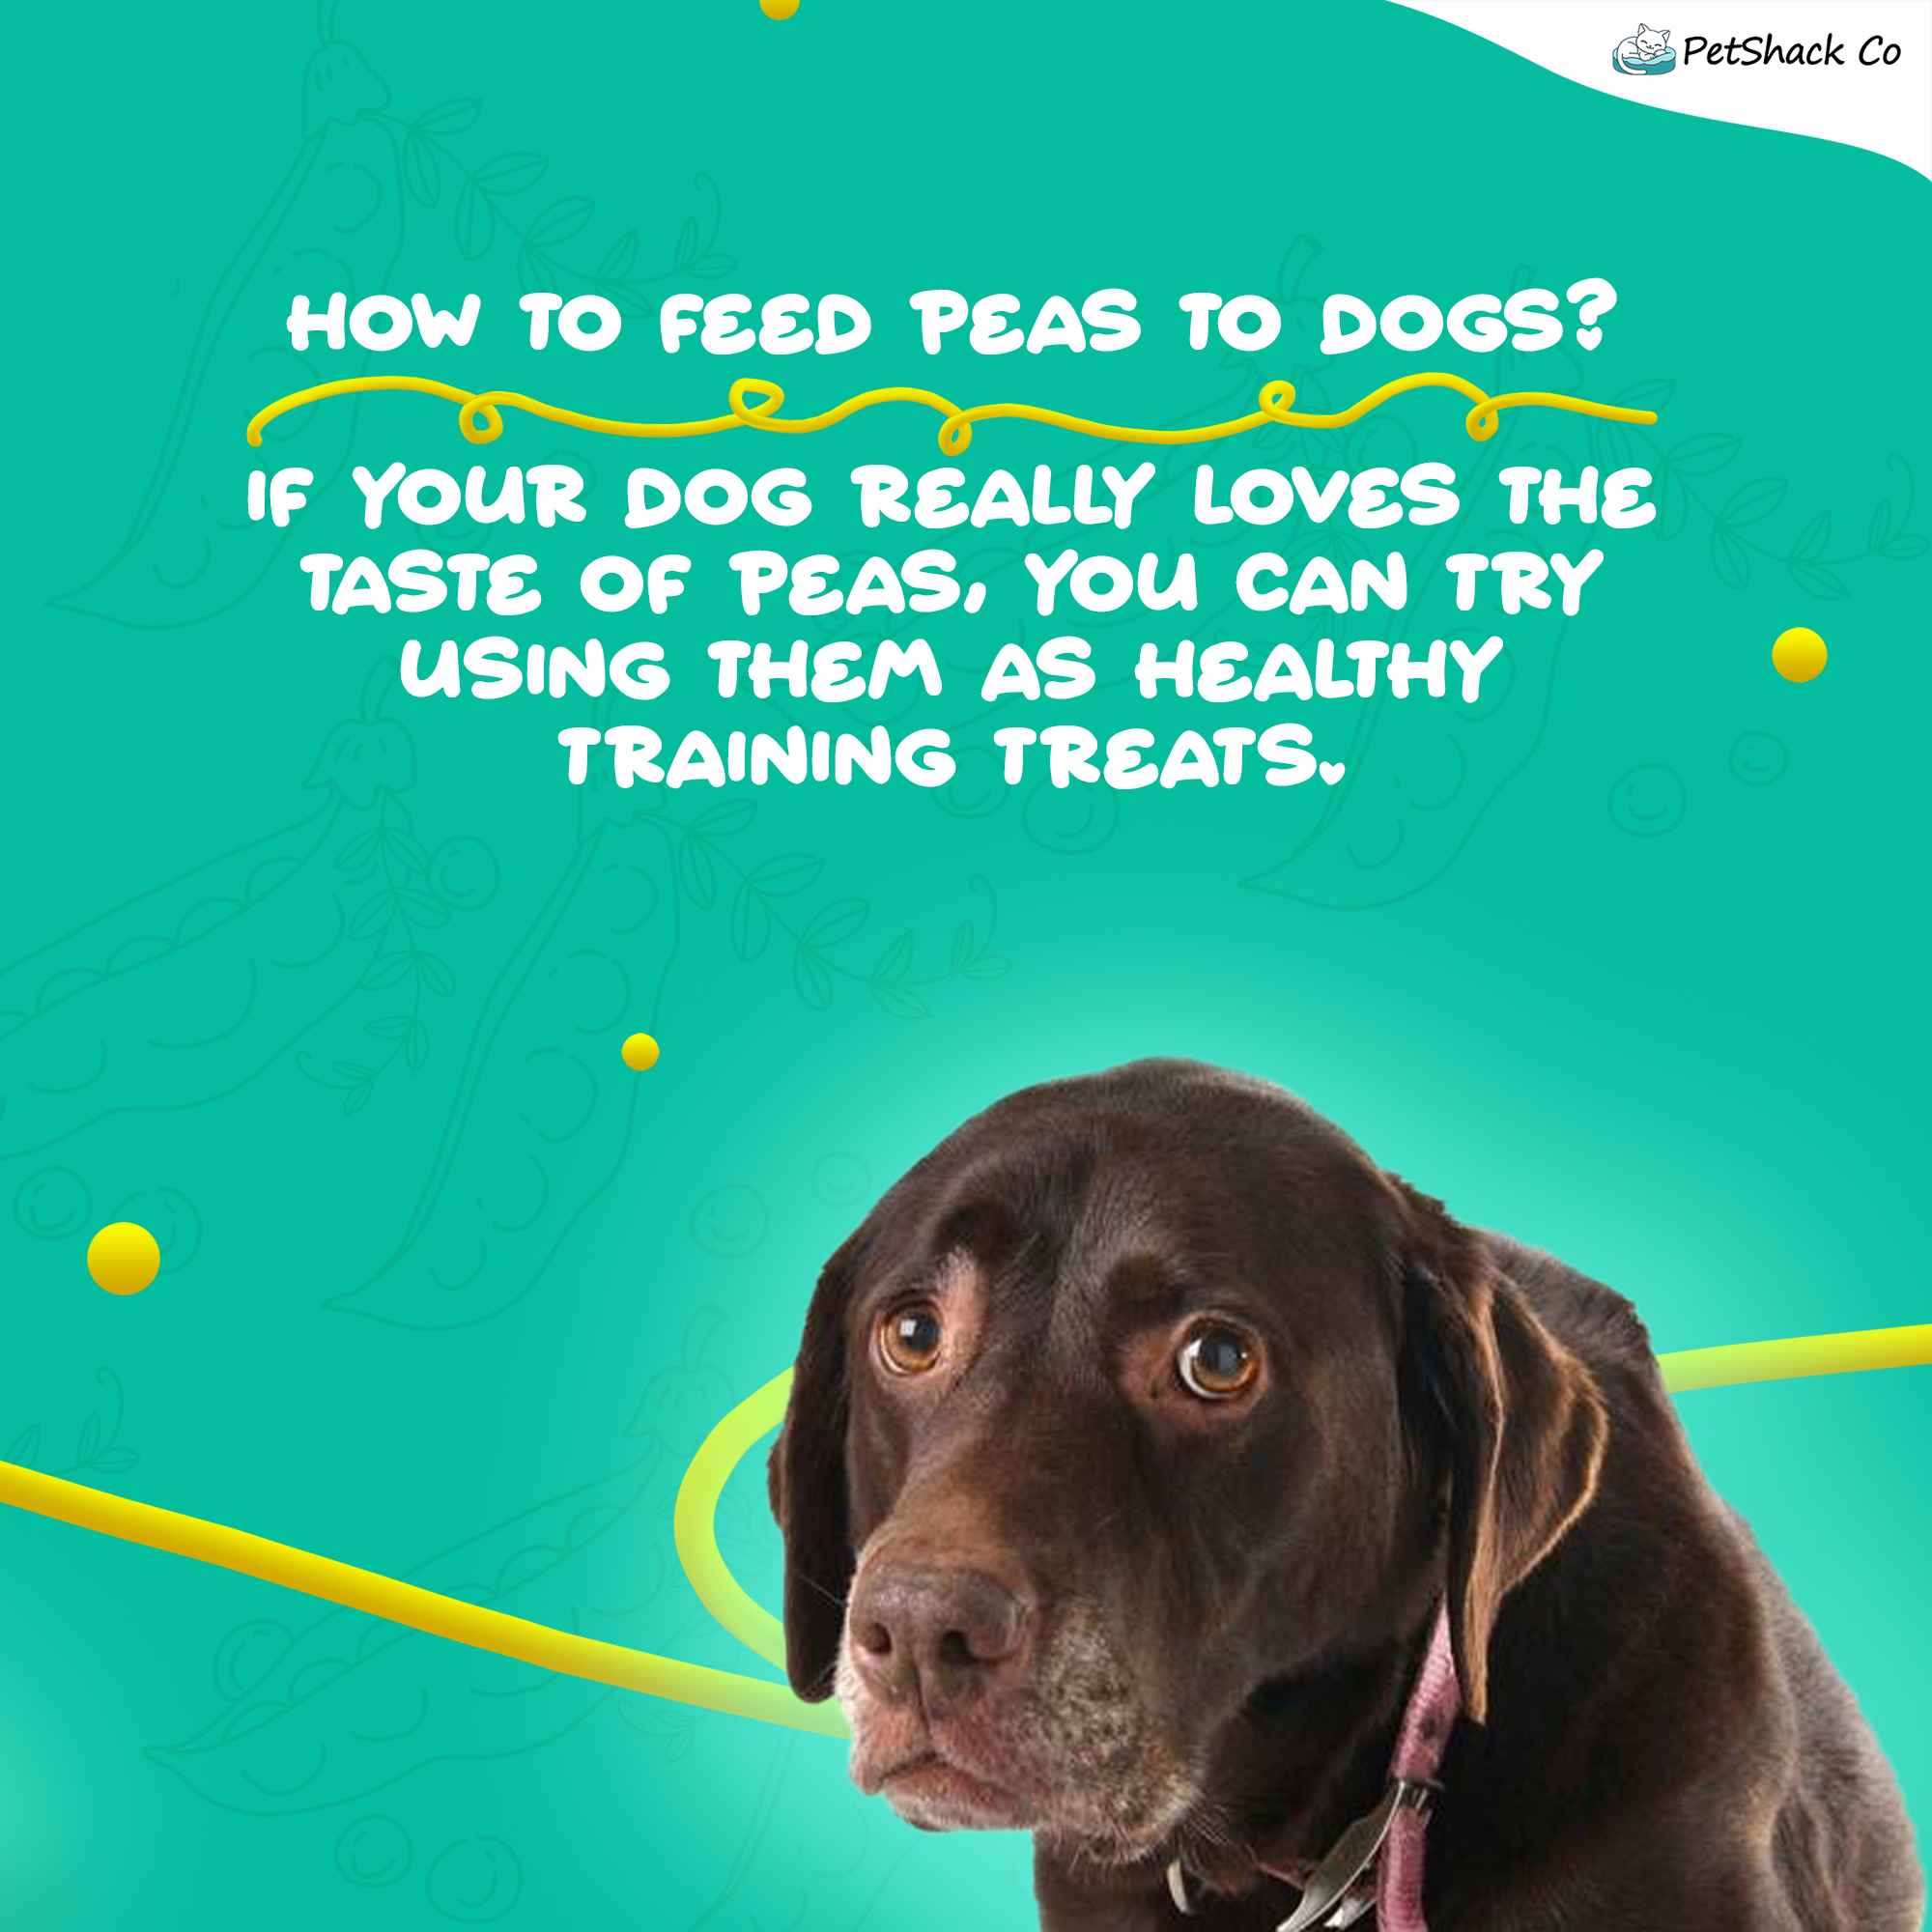 PetShack Co
HOW TO FEED PEAS TO DOGS?
IF YOUR DOG REALLY LOVES THE
TASTE OF PEAS, YOU CAN TRY
USING THEM AS HEALTHY
TRAINING TREATS.